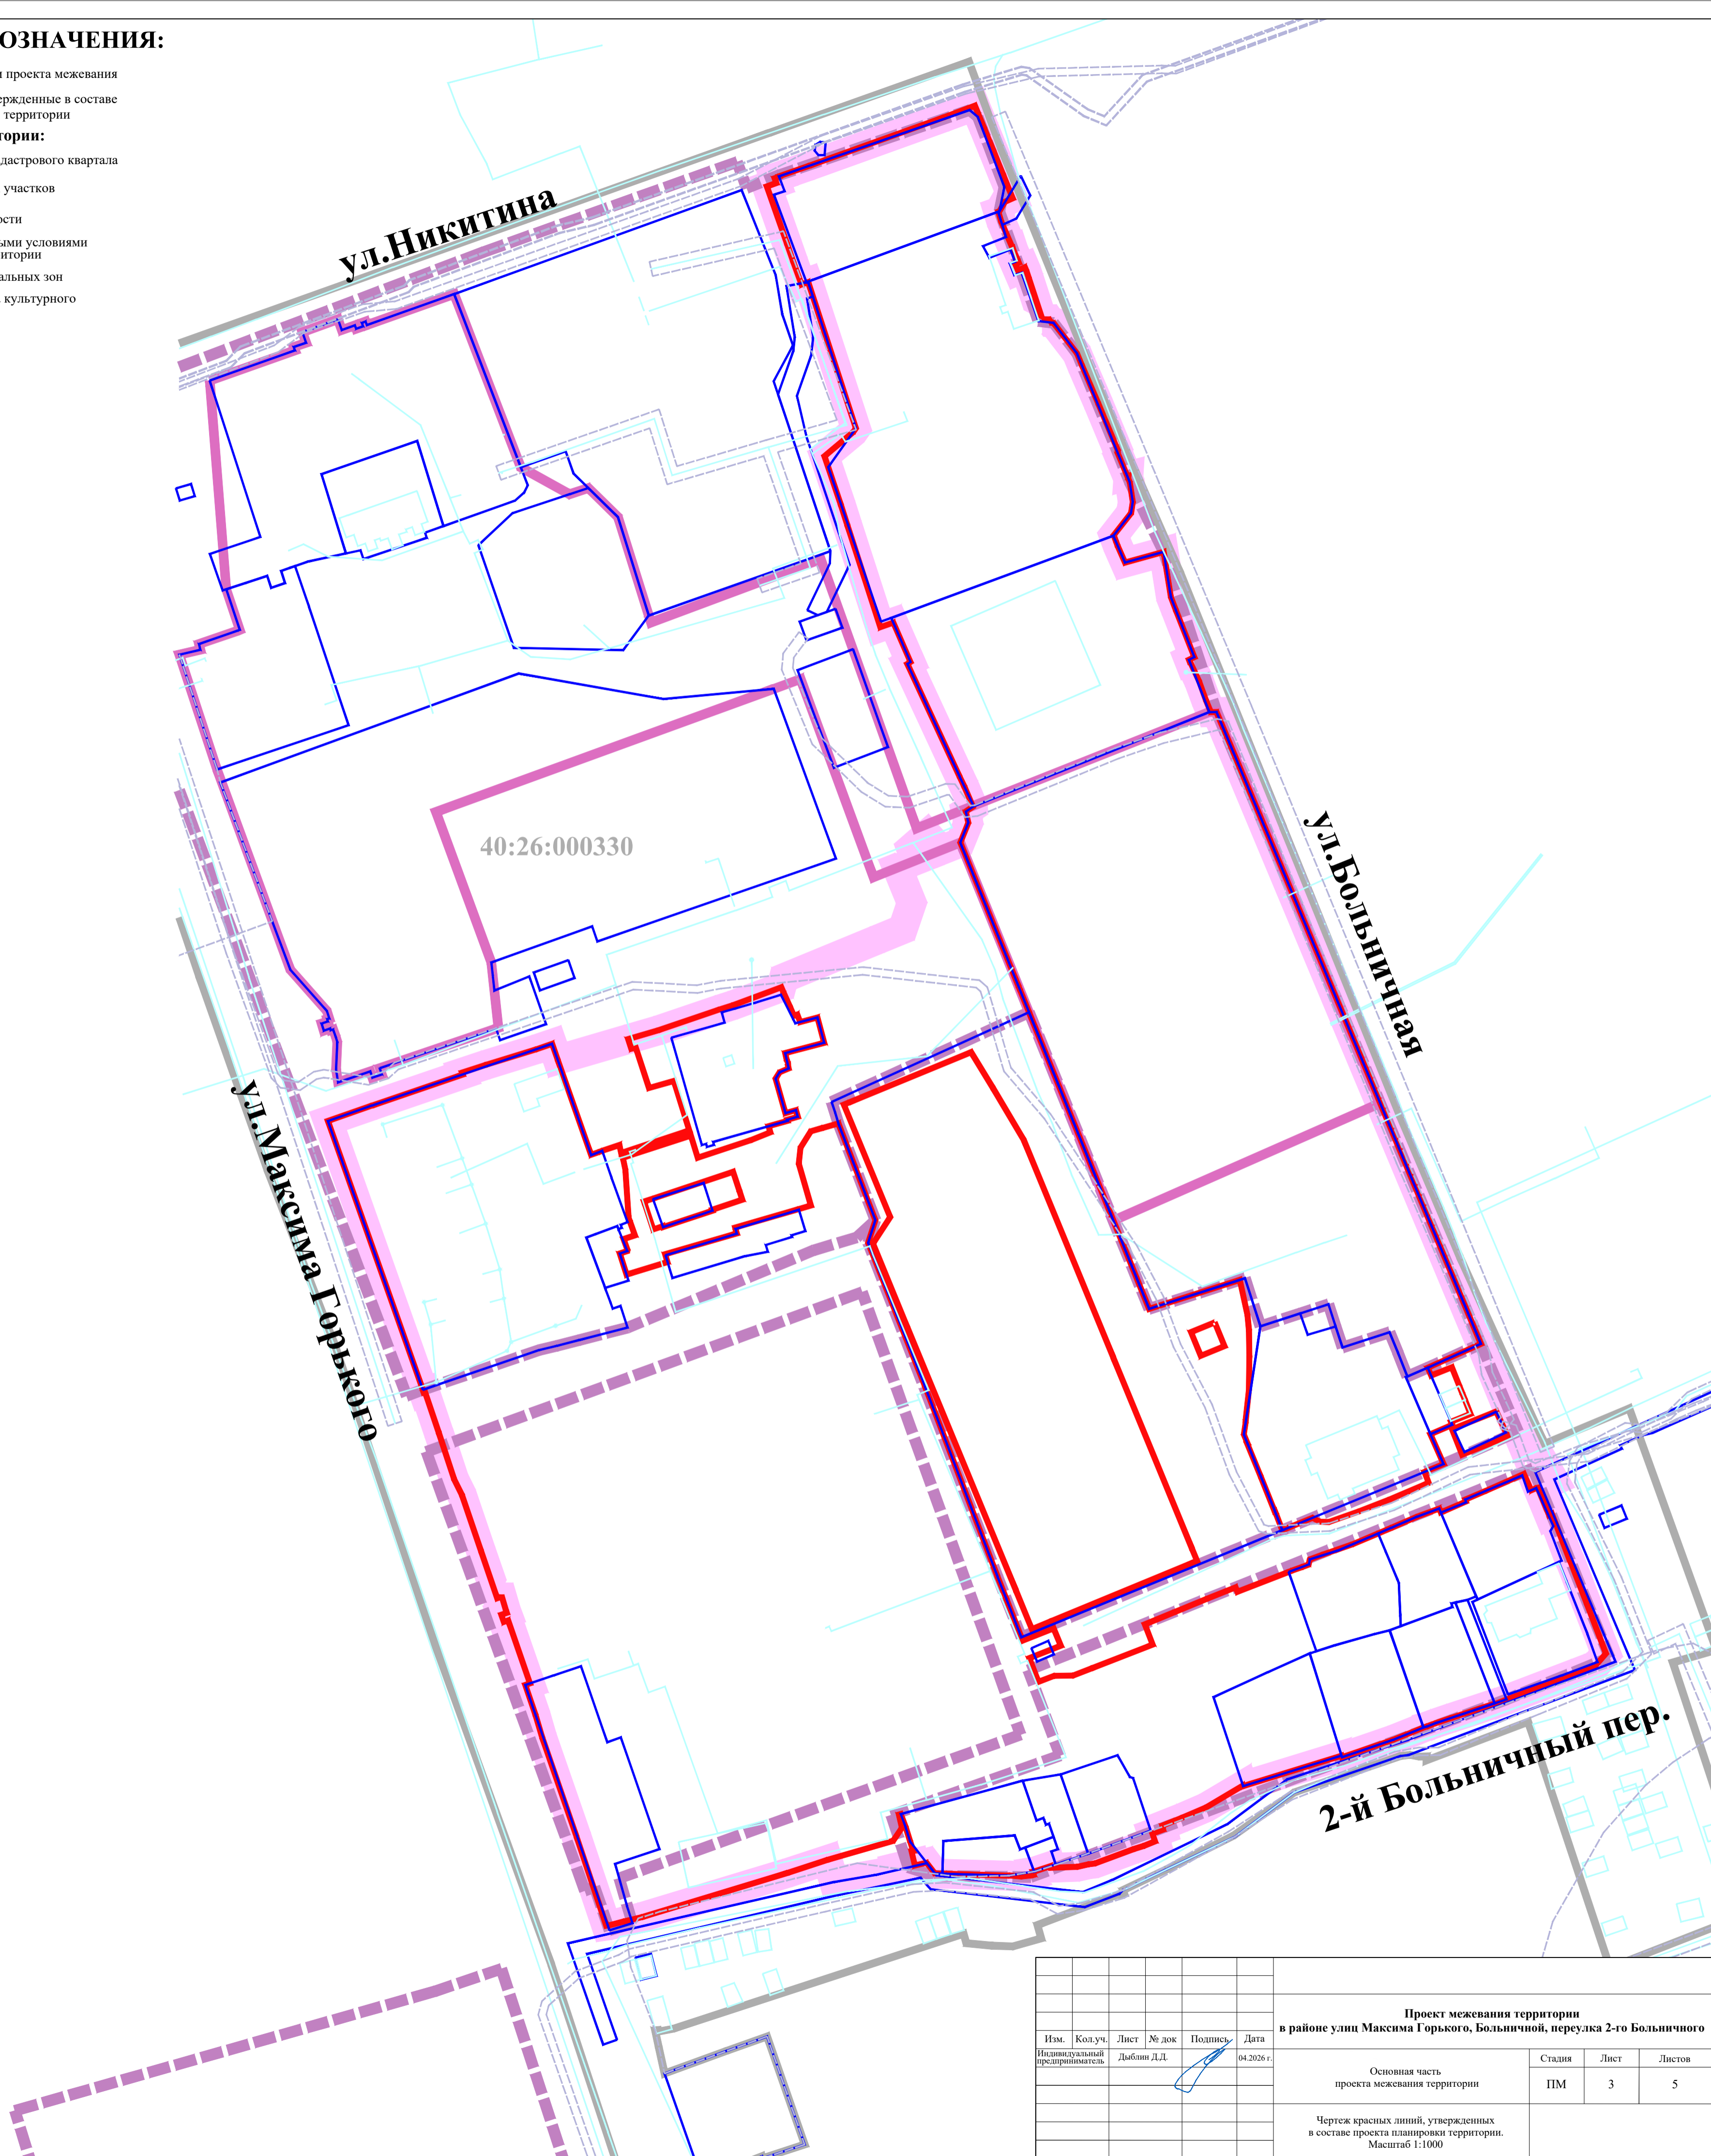 ОЗНАЧЕНИЯ:
проекта межевания
ержденные в составе
территории
тории:
дастрового квартала
участков
ости
ыми условиями
итории
альных зон
культурного
ул.Никитина
40:26:000330
ул.Больничная
ул.Максима Горького
2-й Больничный пер.
Проект межевания территории
в районе улиц Максима Горького, Больничной, переулка 2-го Больничного
Изм. Кол.уч. Лист № док Подпись Дата
Индивидуальный
предприниматель Дыблин Д.Д. 04.2026 г.
Основная часть
проекта межевания территории
Стадия Лист Листов
ПМ 3 5
Чертеж красных линий, утвержденных
в составе проекта планировки территории.
Масштаб 1:1000